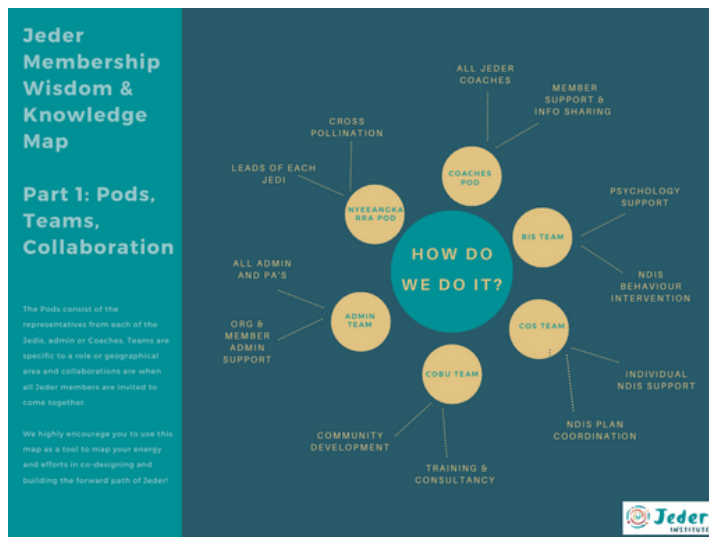 Jeder
Membership
Wisdom &
Knowledge
Map
Part 1: Pods,
Teams,
Collaboration
The Pods consist of the
representatives from each of the
Jedis, admin or Coaches. Teams are
specific to a role or geographical
area and collaborations are when
all Jeder members are invited to
come together.
We highly encourage you to use this
map as a tool to map your energy
and efforts in co-designing and
building the forward path of Jeder!
ALL JEDER
COACHES
MEMBER
SUPPORT &
INFO SHARING
CROSS
POLLINATION
LEADS OF EACH
JEDI
COACHES
POD
NYEEANGKA
RRA POD
PSYCHOLOGY
SUPPORT
BIS TEAM
HOW DO
WE DO IT?
ALL ADMIN
AND PA'S
NDIS
BEHAVIOUR
INTERVENTION
ADMIN
TEAM
ORG &
MEMBER
ADMIN
SUPPORT
COS TEAM
COBU TEAM
INDIVIDUAL
NDIS SUPPORT
NDIS PLAN
COORDINATION
COMMUNITY
DEVELOPMENT
TRAINING &
CONSULTANCY
Jeder
INSTITUTE